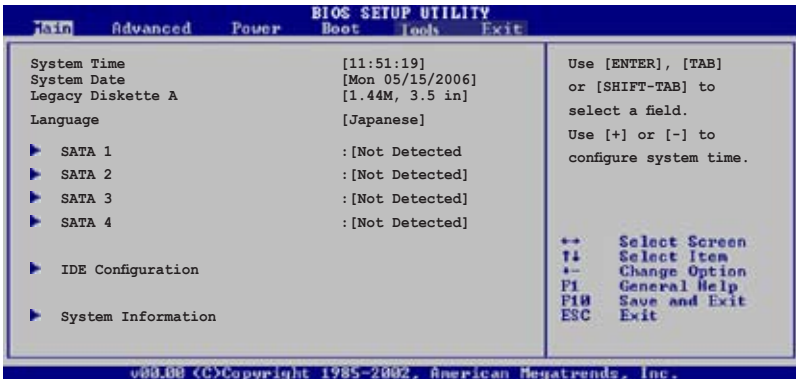 BIOS SETUP UTILITY
Main Advanced Power Boot Tools Exit
System Time [11:51:19]
System Date [Mon 05/15/2006]
Legacy Diskette A [1.44M, 3.5 in]
Language [Japanese]
SATA 1 :[Not Detected
SATA 2 :[Not Detected]
SATA 3 :[Not Detected]
SATA 4 :[Not Detected]
IDE Configuration
System Information
Use [ENTER], [TAB]
or [SHIFT-TAB] to
select a field.
Use [+] or [-] to
configure system time.
↔ Select Screen
↑↓ Select Item
+- Change Option
F1 General Help
F10 Save and Exit
ESC Exit
v00.00 (C)Copyright 1985-2002, American Megatrends, Inc.